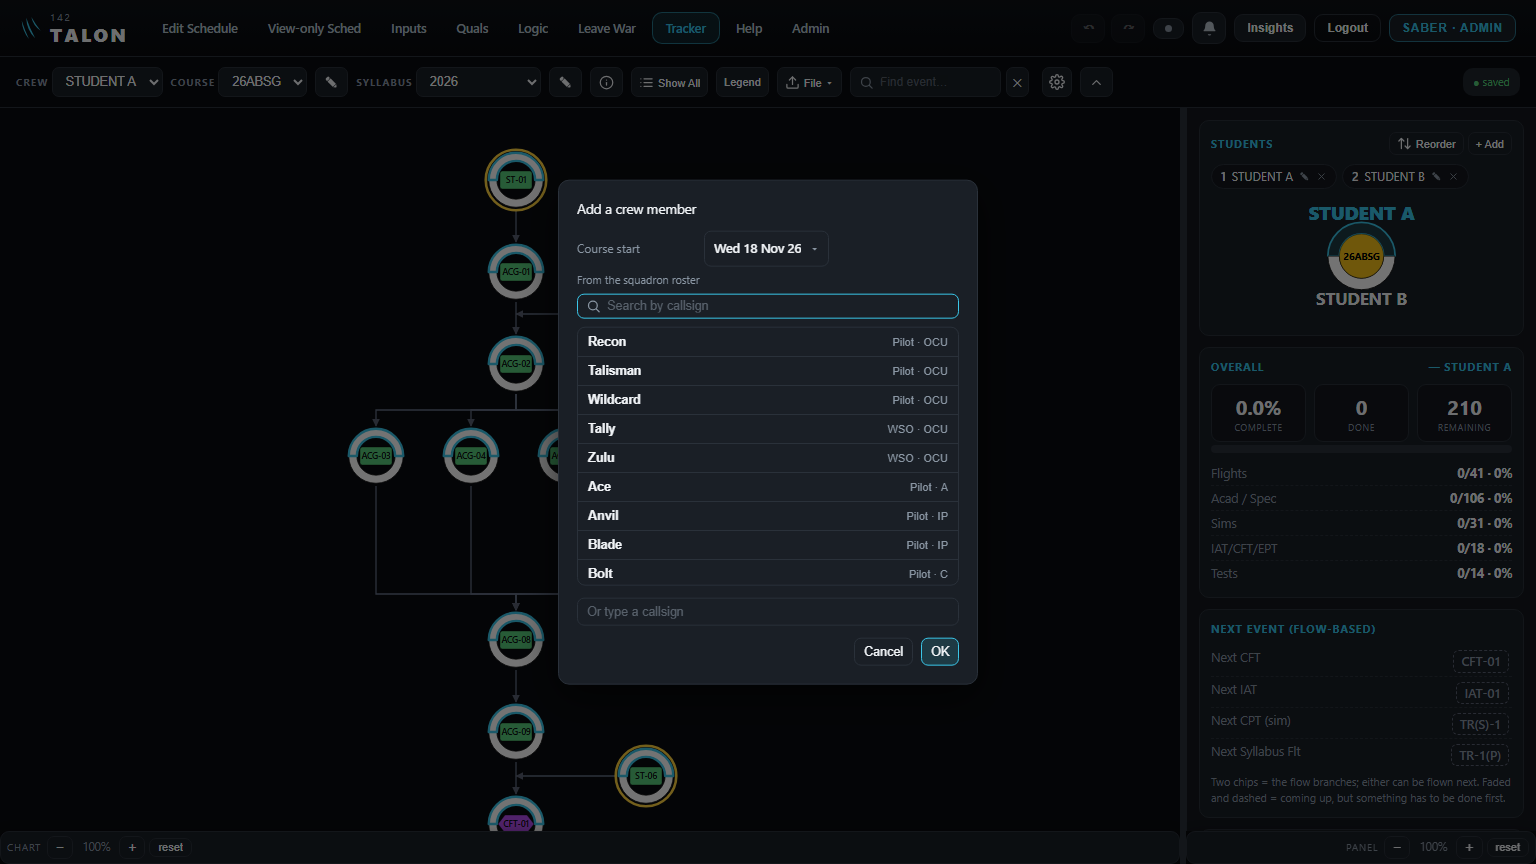 142
TALON
Edit Schedule
View-only Sched
Inputs
Quals
Logic
Leave War
Tracker
Help
Admin
Insights
Logout
SABER · ADMIN
CREW
STUDENT A
COURSE
26ABSG
SYLLABUS
2026
Show All
Legend
File
Find event...
saved
ST-01
ACG-01
ACG-02
ACG-03
ACG-04
ACG-08
ACG-09
ST-06
CFT-01
Add a crew member
Course start
Wed 18 Nov 26
From the squadron roster
Search by callsign
Recon
Pilot · OCU
Talisman
Pilot · OCU
Wildcard
Pilot · OCU
Tally
WSO · OCU
Zulu
WSO · OCU
Ace
Pilot · A
Anvil
Pilot · IP
Blade
Pilot · IP
Bolt
Pilot · C
Or type a callsign
Cancel
OK
STUDENTS
Reorder
+ Add
1 STUDENT A
2 STUDENT B
STUDENT A
26ABSG
STUDENT B
OVERALL
— STUDENT A
0.0%
COMPLETE
0
DONE
210
REMAINING
Flights
0/41 · 0%
Acad / Spec
0/106 · 0%
Sims
0/31 · 0%
IAT/CFT/EPT
0/18 · 0%
Tests
0/14 · 0%
NEXT EVENT (FLOW-BASED)
Next CFT
CFT-01
Next IAT
IAT-01
Next CPT (sim)
TR(S)-1
Next Syllabus Flt
TR-1(P)
Two chips = the flow branches; either can be flown next. Faded
and dashed = coming up, but something has to be done first.
CHART
− 100% +
reset
PANEL
− 100% +
reset